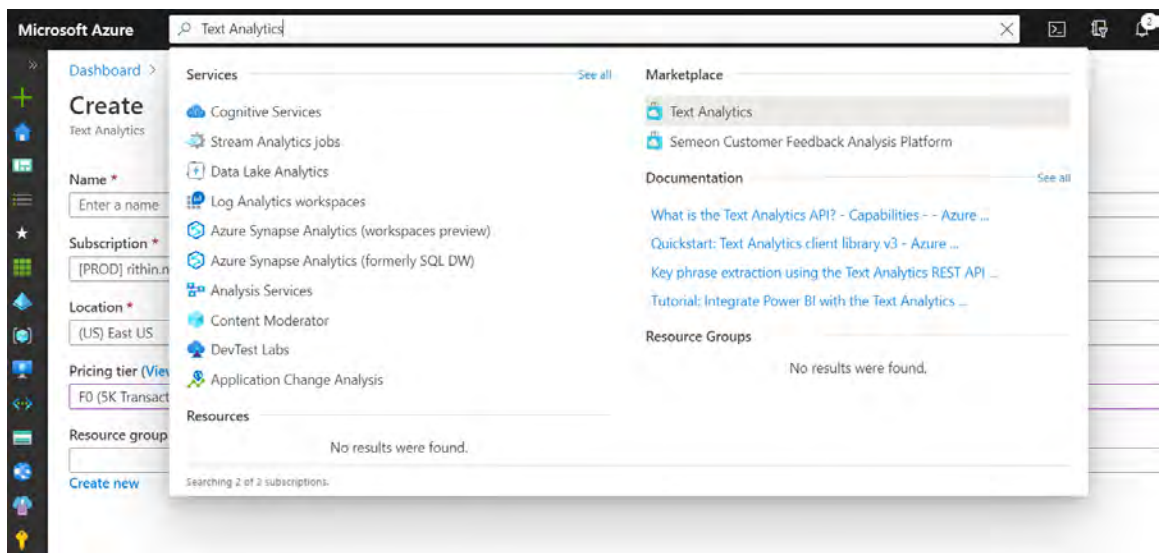 Microsoft Azure
Text Analytics
2
Dashboard >
Create
Text Analytics
Name *
Enter a name
Subscription *
[PROD] rithin.n
Location *
(US) East US
Pricing tier (View
F0 (5K Transact
Resource group
Create new
Services
See all
Cognitive Services
Stream Analytics jobs
Data Lake Analytics
Log Analytics workspaces
Azure Synapse Analytics (workspaces preview)
Azure Synapse Analytics (formerly SQL DW)
Analysis Services
Content Moderator
DevTest Labs
Application Change Analysis
Resources
No results were found.
Searching 2 of 2 subscriptions.
Marketplace
Text Analytics
Semeon Customer Feedback Analysis Platform
Documentation
See all
What is the Text Analytics API? - Capabilities - - Azure ...
Quickstart: Text Analytics client library v3 - Azure ...
Key phrase extraction using the Text Analytics REST API ...
Tutorial: Integrate Power BI with the Text Analytics ...
Resource Groups
No results were found.